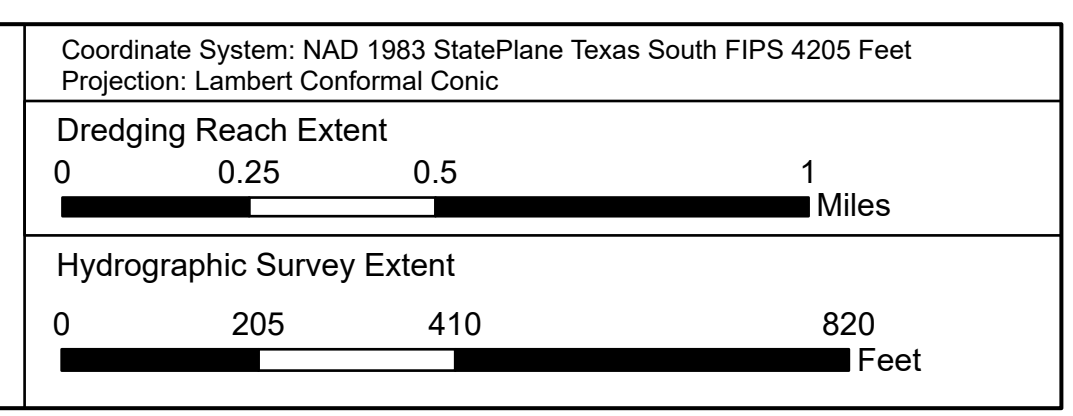 Coordinate System: NAD 1983 StatePlane Texas South FIPS 4205 Feet
Projection: Lambert Conformal Conic
Dredging Reach Extent
0 0.25 0.5 1
Miles
Hydrographic Survey Extent
0 205 410 820
Feet